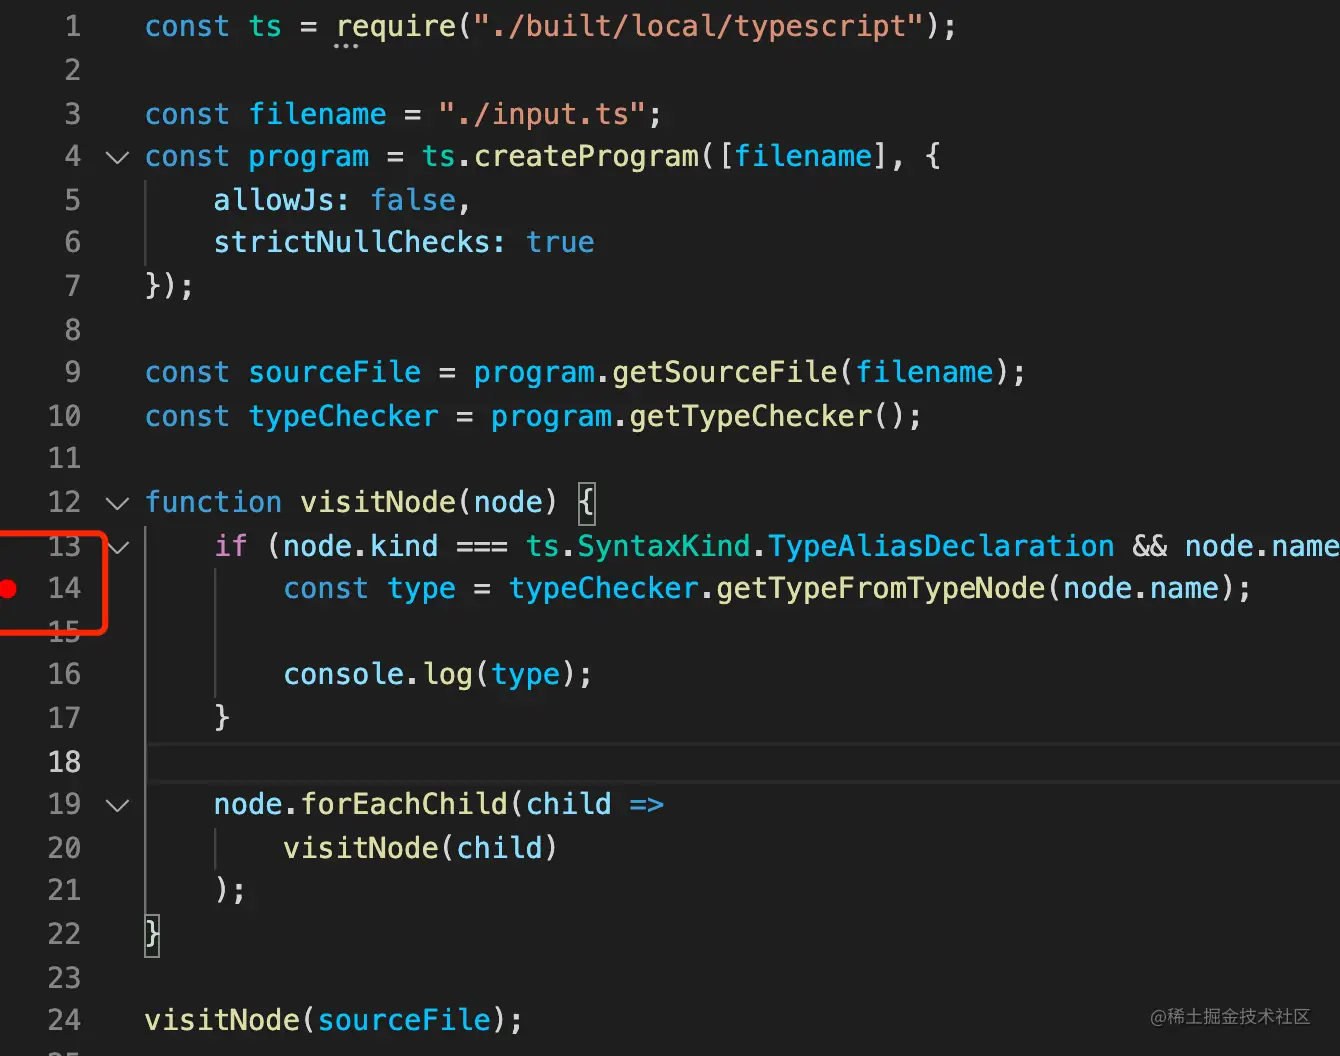 1 const ts = require("./built/local/typescript");
2
3 const filename = "./input.ts";
4 const program = ts.createProgram([filename], {
5 allowJs: false,
6 strictNullChecks: true
7 });
8
9 const sourceFile = program.getSourceFile(filename);
10 const typeChecker = program.getTypeChecker();
11
12 function visitNode(node) {
13 if (node.kind === ts.SyntaxKind.TypeAliasDeclaration && node.name
14 const type = typeChecker.getTypeFromTypeNode(node.name);
15
16 console.log(type);
17 }
18
19 node.forEachChild(child =>
20 visitNode(child)
21 );
22 }
23
24 visitNode(sourceFile);
@稀土掘金技术社区